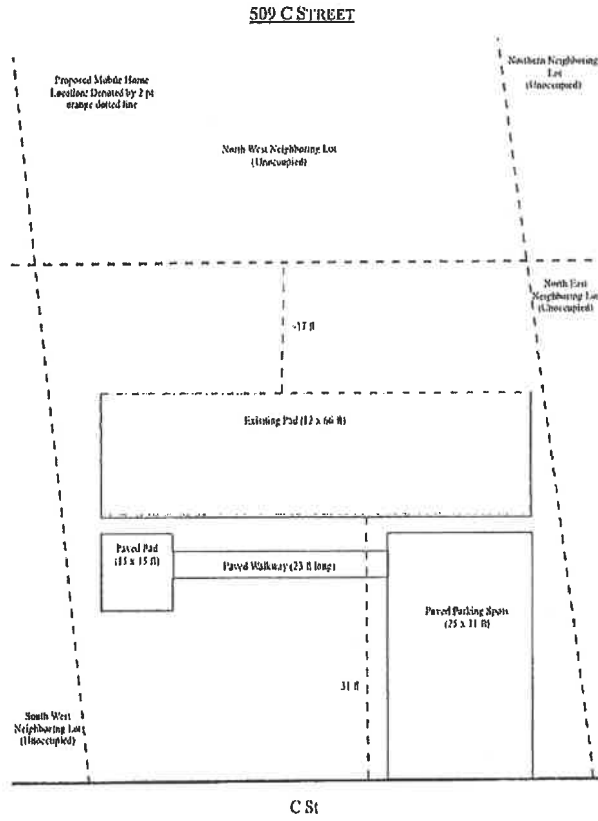 509 C STREET
Proposed Mobile Home
Location: Denoted by 2 pt
orange dotted line
Northern Neighboring
Lot
(Unoccupied)
North West Neighboring Lot
(Unoccupied)
North East
Neighboring Lot
(Unoccupied)
~17 ft
Existing Pad (12 x 66 ft)
Paved Pad
(15 x 15 ft)
Paved Walkway (23 ft long)
Paved Parking Spots
(25 x 11 ft)
31 ft
South West
Neighboring Lot
(Unoccupied)
C St